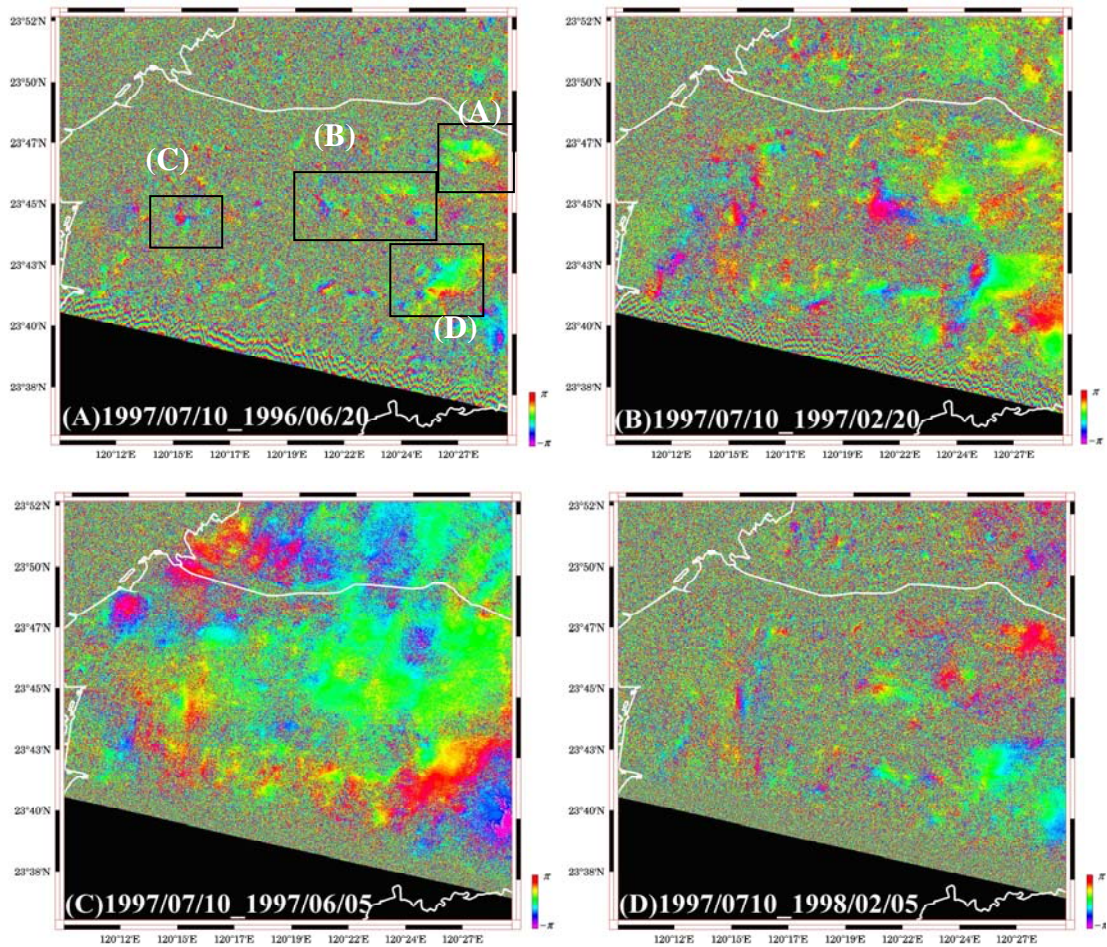 23°52'N
23°50'N
23°47'N
23°45'N
23°43'N
23°40'N
23°38'N
(A)
(B)
(C)
(D)
π
−π
(A)1997/07/10_1996/06/20
120°12'E 120°15'E 120°17'E 120°19'E 120°22'E 120°24'E 120°27'E
23°52'N
23°50'N
23°47'N
23°45'N
23°43'N
23°40'N
23°38'N
π
−π
(B)1997/07/10_1997/02/20
120°12'E 120°15'E 120°17'E 120°19'E 120°22'E 120°24'E 120°27'E
23°52'N
23°50'N
23°47'N
23°45'N
23°43'N
23°40'N
23°38'N
π
−π
(C)1997/07/10_1997/06/05
120°12'E 120°15'E 120°17'E 120°19'E 120°22'E 120°24'E 120°27'E
23°52'N
23°50'N
23°47'N
23°45'N
23°43'N
23°40'N
23°38'N
π
−π
(D)1997/0710_1998/02/05
120°12'E 120°15'E 120°17'E 120°19'E 120°22'E 120°24'E 120°27'E